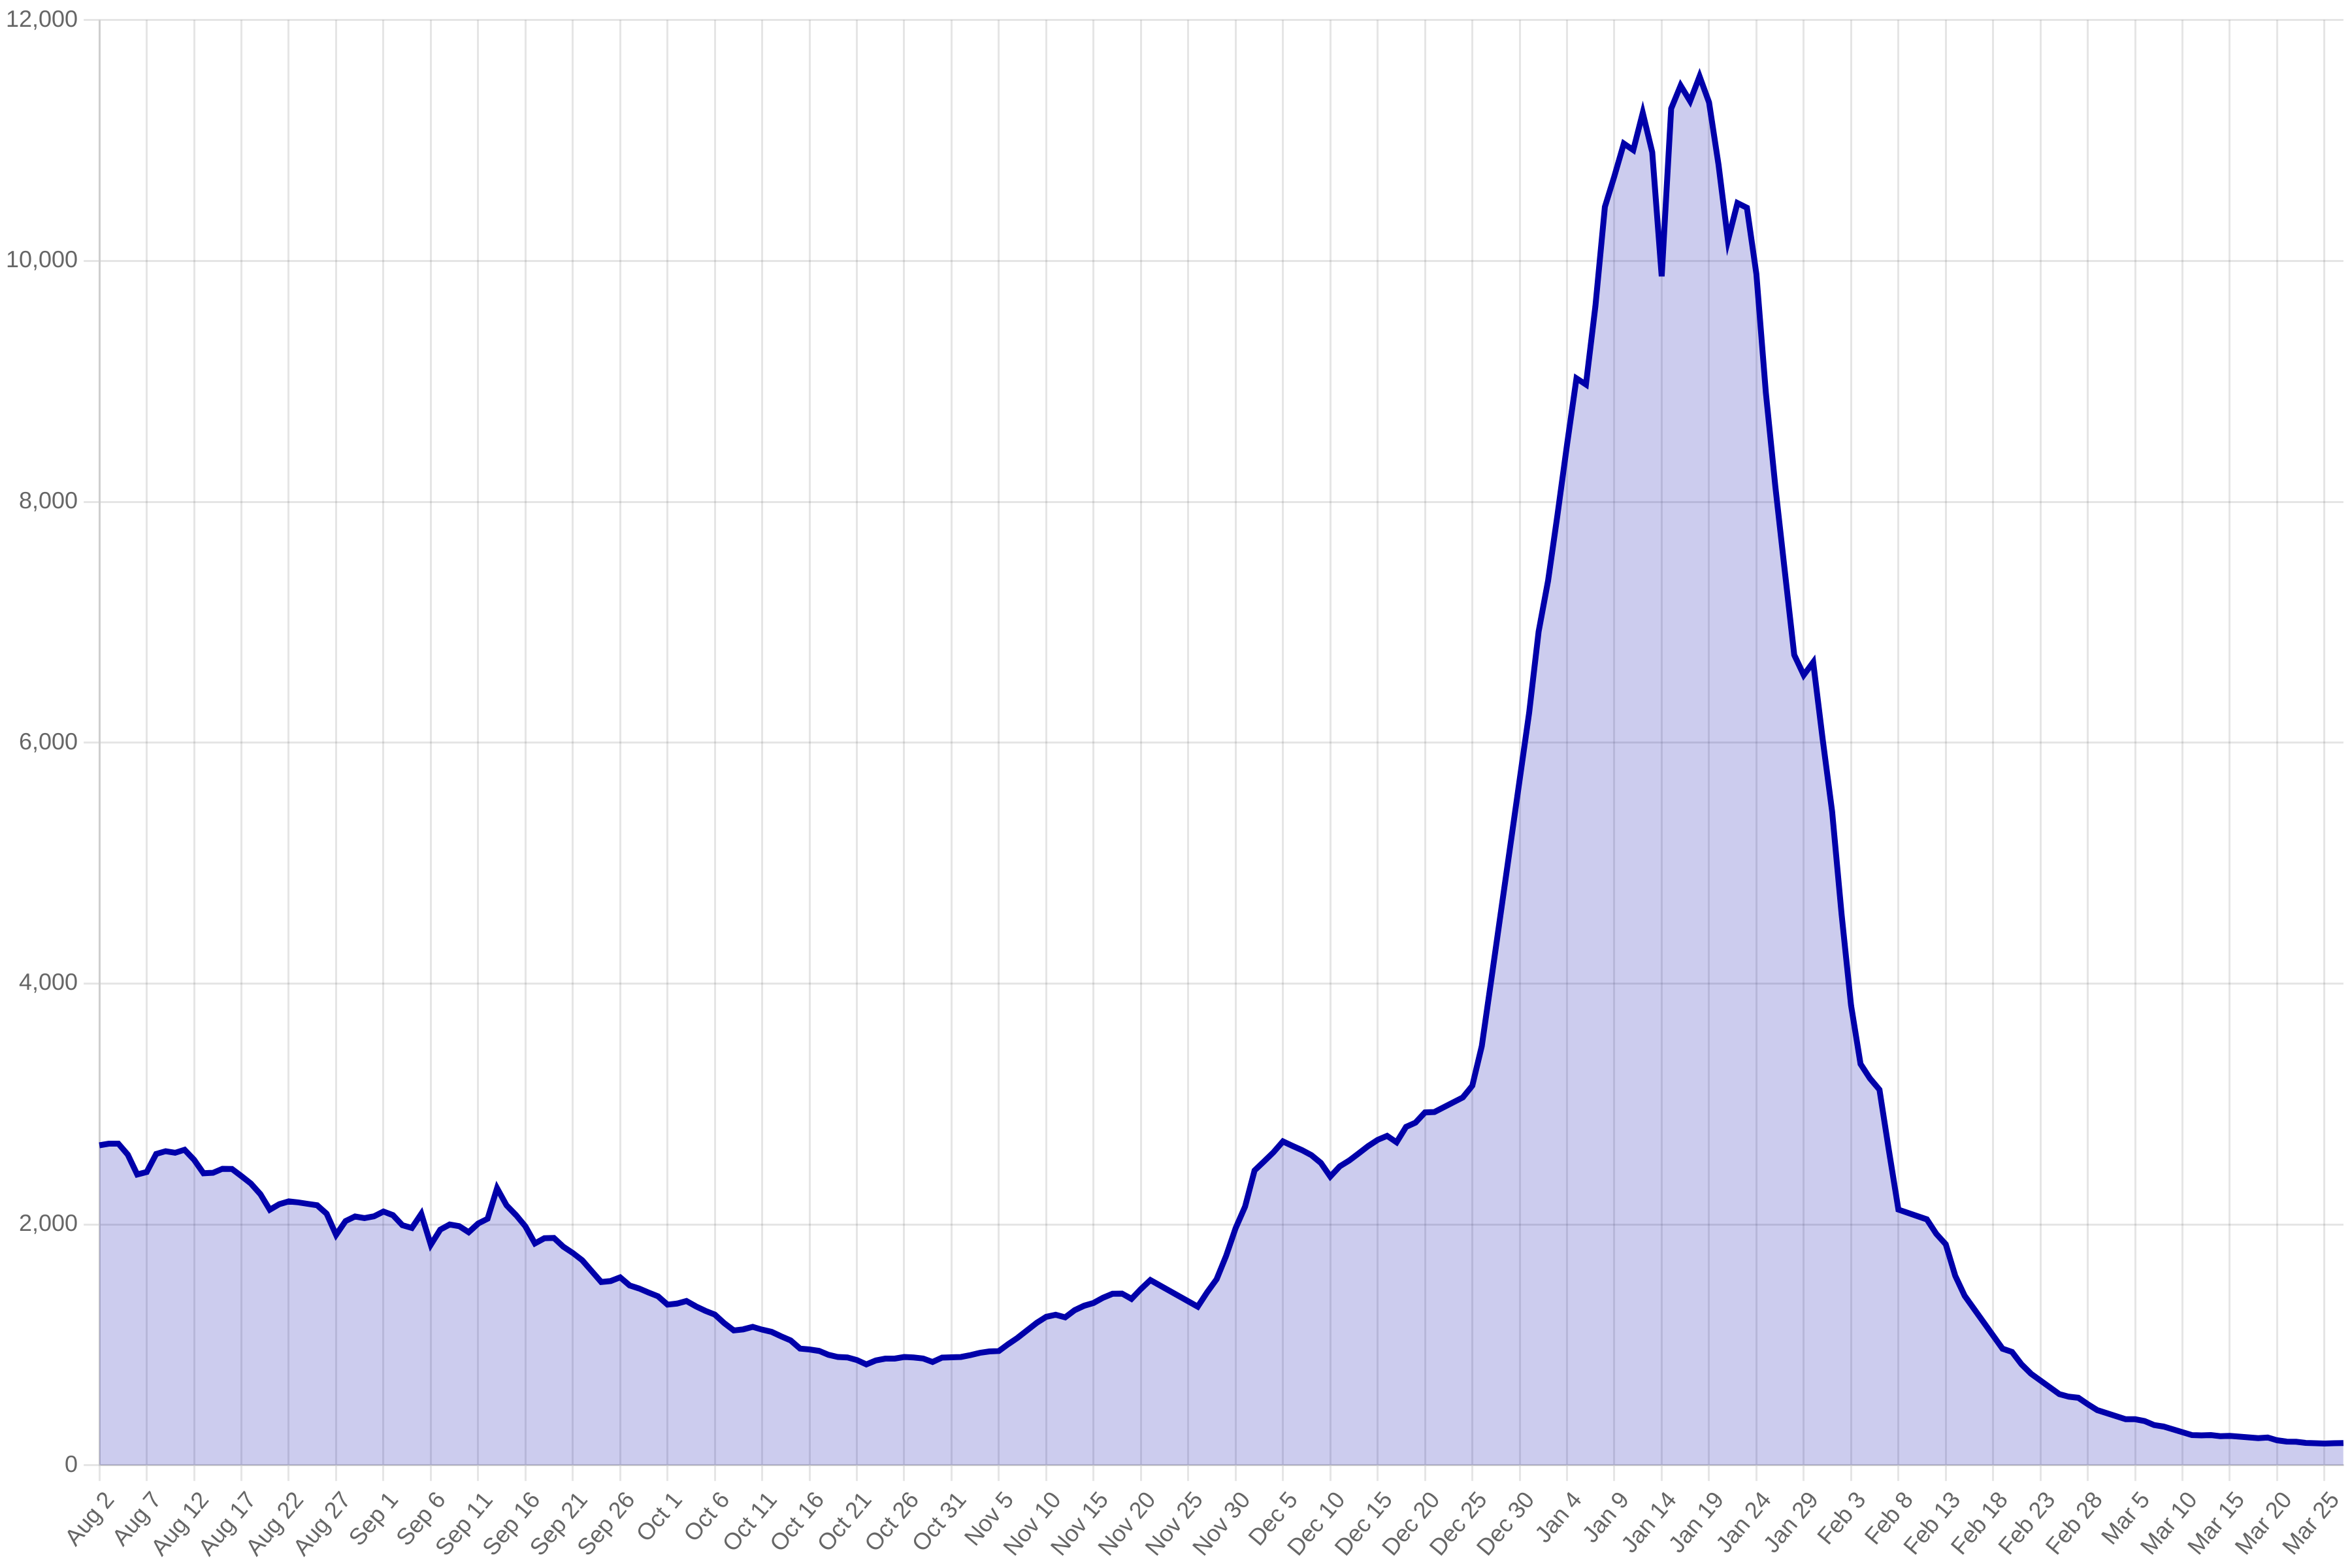 12,000
10,000
8,000
6,000
4,000
2,000
0
Aug 2
Aug 7
Aug 12
Aug 17
Aug 22
Aug 27
Sep 1
Sep 6
Sep 11
Sep 16
Sep 21
Sep 26
Oct 1
Oct 6
Oct 11
Oct 16
Oct 21
Oct 26
Oct 31
Nov 5
Nov 10
Nov 15
Nov 20
Nov 25
Nov 30
Dec 5
Dec 10
Dec 15
Dec 20
Dec 25
Dec 30
Jan 4
Jan 9
Jan 14
Jan 19
Jan 24
Jan 29
Feb 3
Feb 8
Feb 13
Feb 18
Feb 23
Feb 28
Mar 5
Mar 10
Mar 15
Mar 20
Mar 25